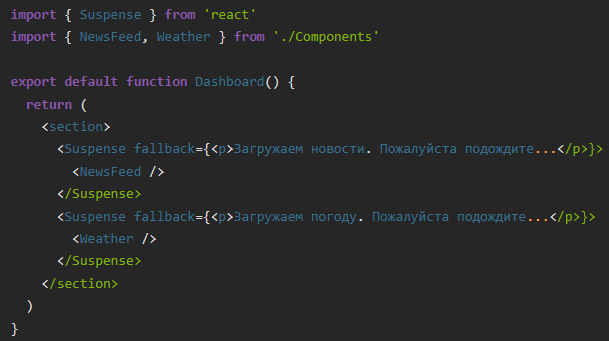 import { Suspense } from 'react'
import { NewsFeed, Weather } from './Components'

export default function Dashboard() {
  return (
    <section>
      <Suspense fallback={<p>Загружаем новости. Пожалуйста подождите...</p>}>
        <NewsFeed />
      </Suspense>
      <Suspense fallback={<p>Загружаем погоду. Пожалуйста подождите...</p>}>
        <Weather />
      </Suspense>
    </section>
  )
}